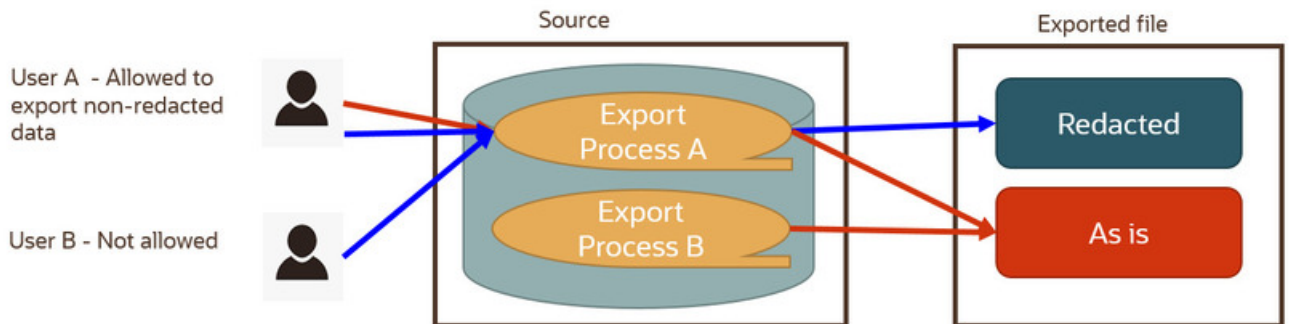 Source
Exported file
User A - Allowed to
export non-redacted
data
Export
Process A
Redacted
User B - Not allowed
Export
Process B
As is